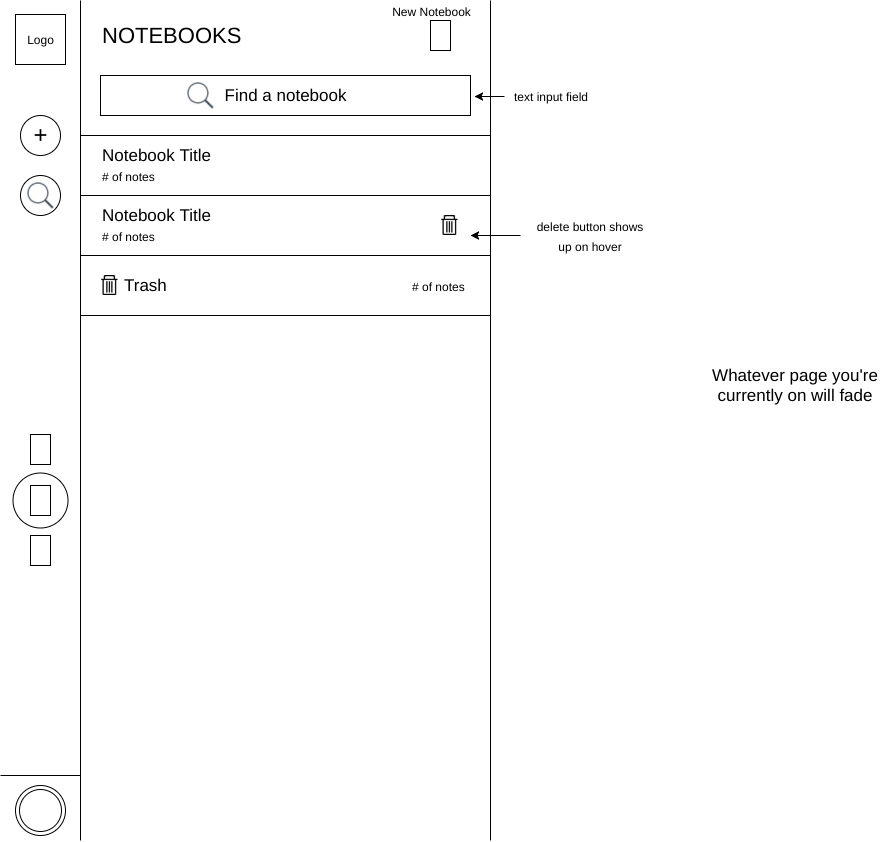 New Notebook
Logo
NOTEBOOKS
Find a notebook
text input field
+
Notebook Title
# of notes
Notebook Title
# of notes
delete button shows
up on hover
Trash
# of notes
Whatever page you're
currently on will fade